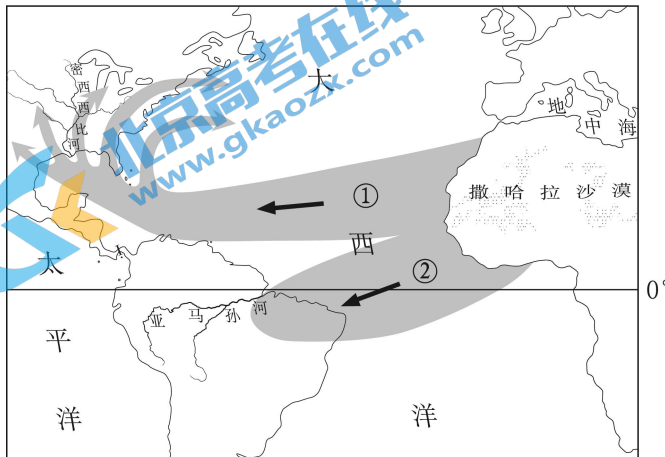 密西西比河
大
地中海
撒哈拉沙漠
①
西
②
太
0°
亚马孙河
平
洋
洋
北京高考在线
www.gkaozx.com